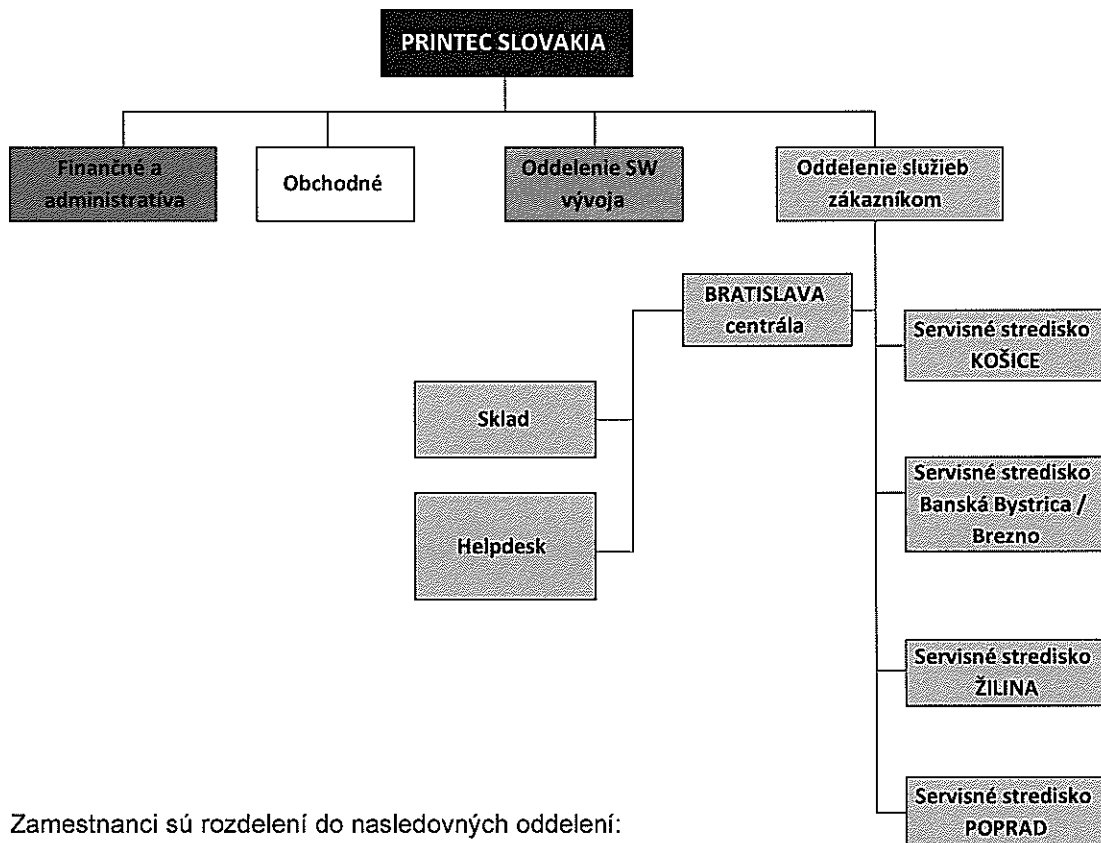 PRINTEC SLOVAKIA
Finančné a
administratíva
Obchodné
Oddelenie SW
vývoja
Oddelenie služieb
zákazníkom
BRATISLAVA
centrála
Servisné stredisko
KOŠICE
Sklad
Servisné stredisko
Banská Bystrica /
Brezno
Helpdesk
Servisné stredisko
ŽILINA
Servisné stredisko
POPRAD
Zamestnanci sú rozdelení do nasledovných oddelení: